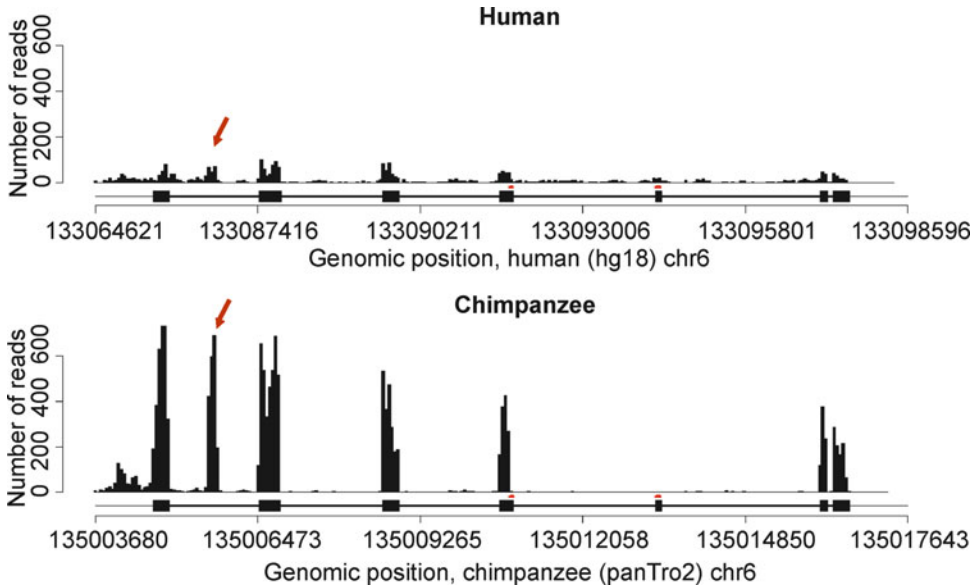 Human
Number of reads
600
400
200
0
133064621 133087416 133090211 133093006 133095801 133098596
Genomic position, human (hg18) chr6
Chimpanzee
Number of reads
600
400
200
0
135003680 135006473 135009265 135012058 135014850 135017643
Genomic position, chimpanzee (panTro2) chr6